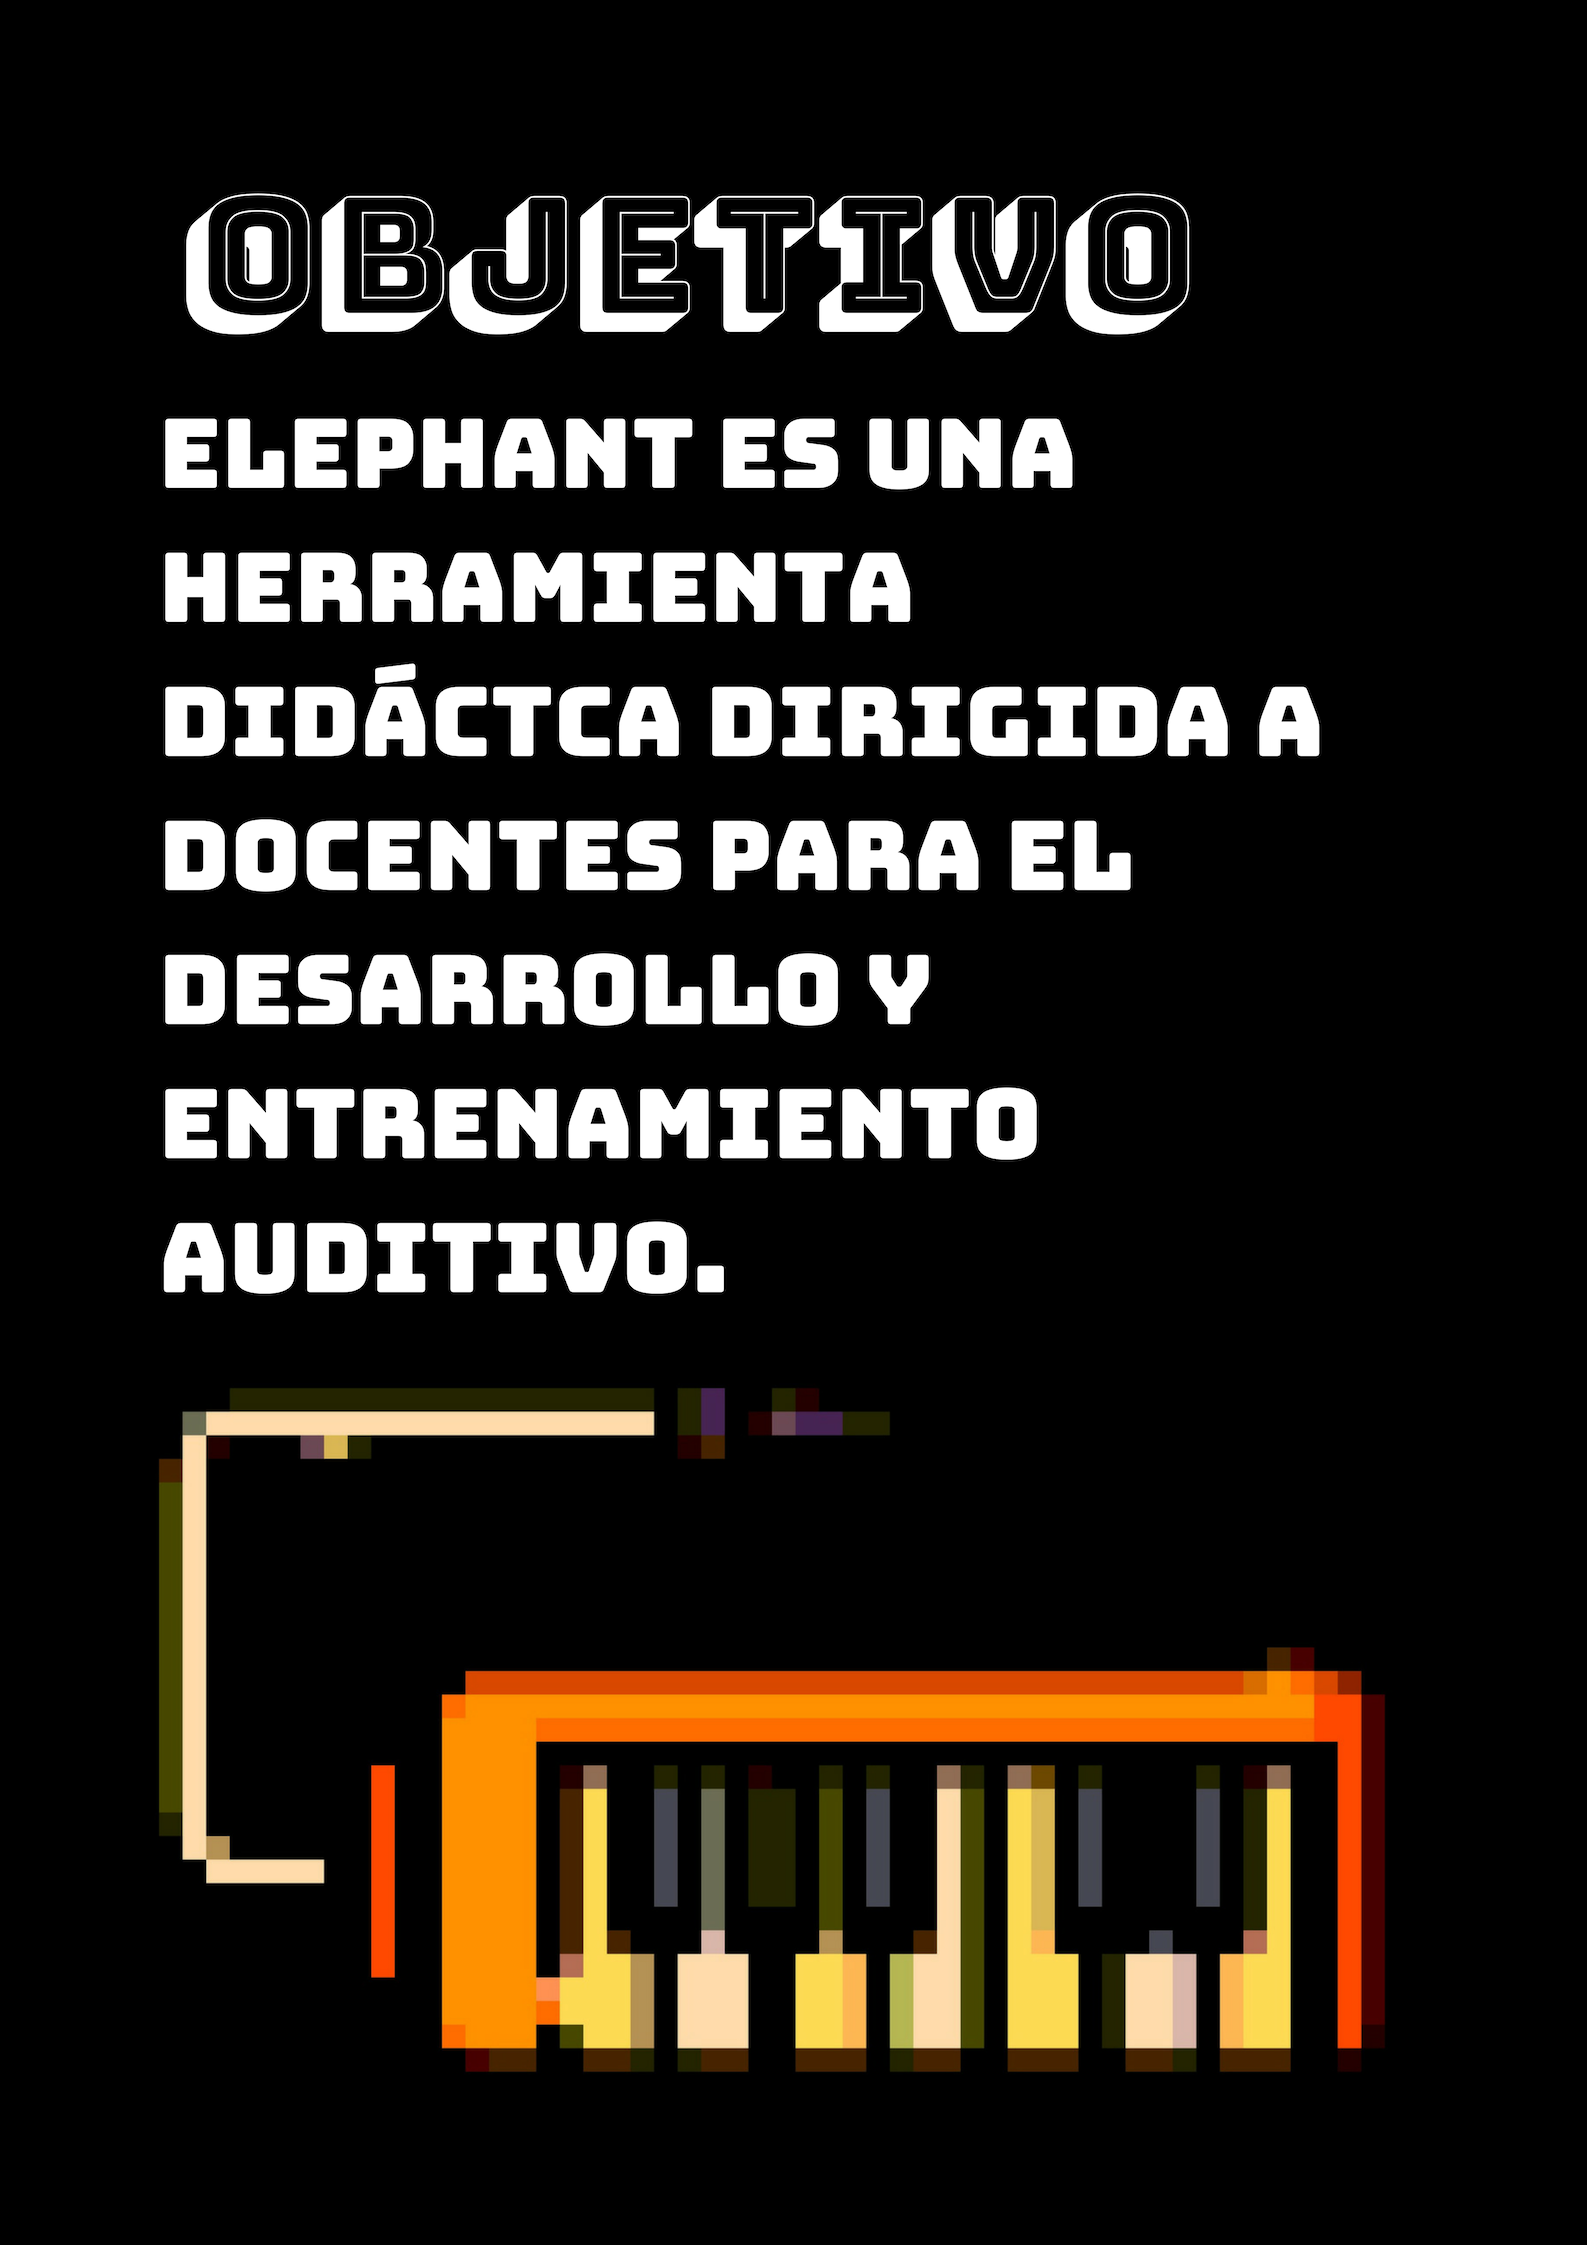 OBJETIVO
ELEPHANT ES UNA
HERRAMIENTA
DIDÁCTCA DIRIGIDA A
DOCENTES PARA EL
DESARROLLO Y
ENTRENAMIENTO
AUDITIVO.